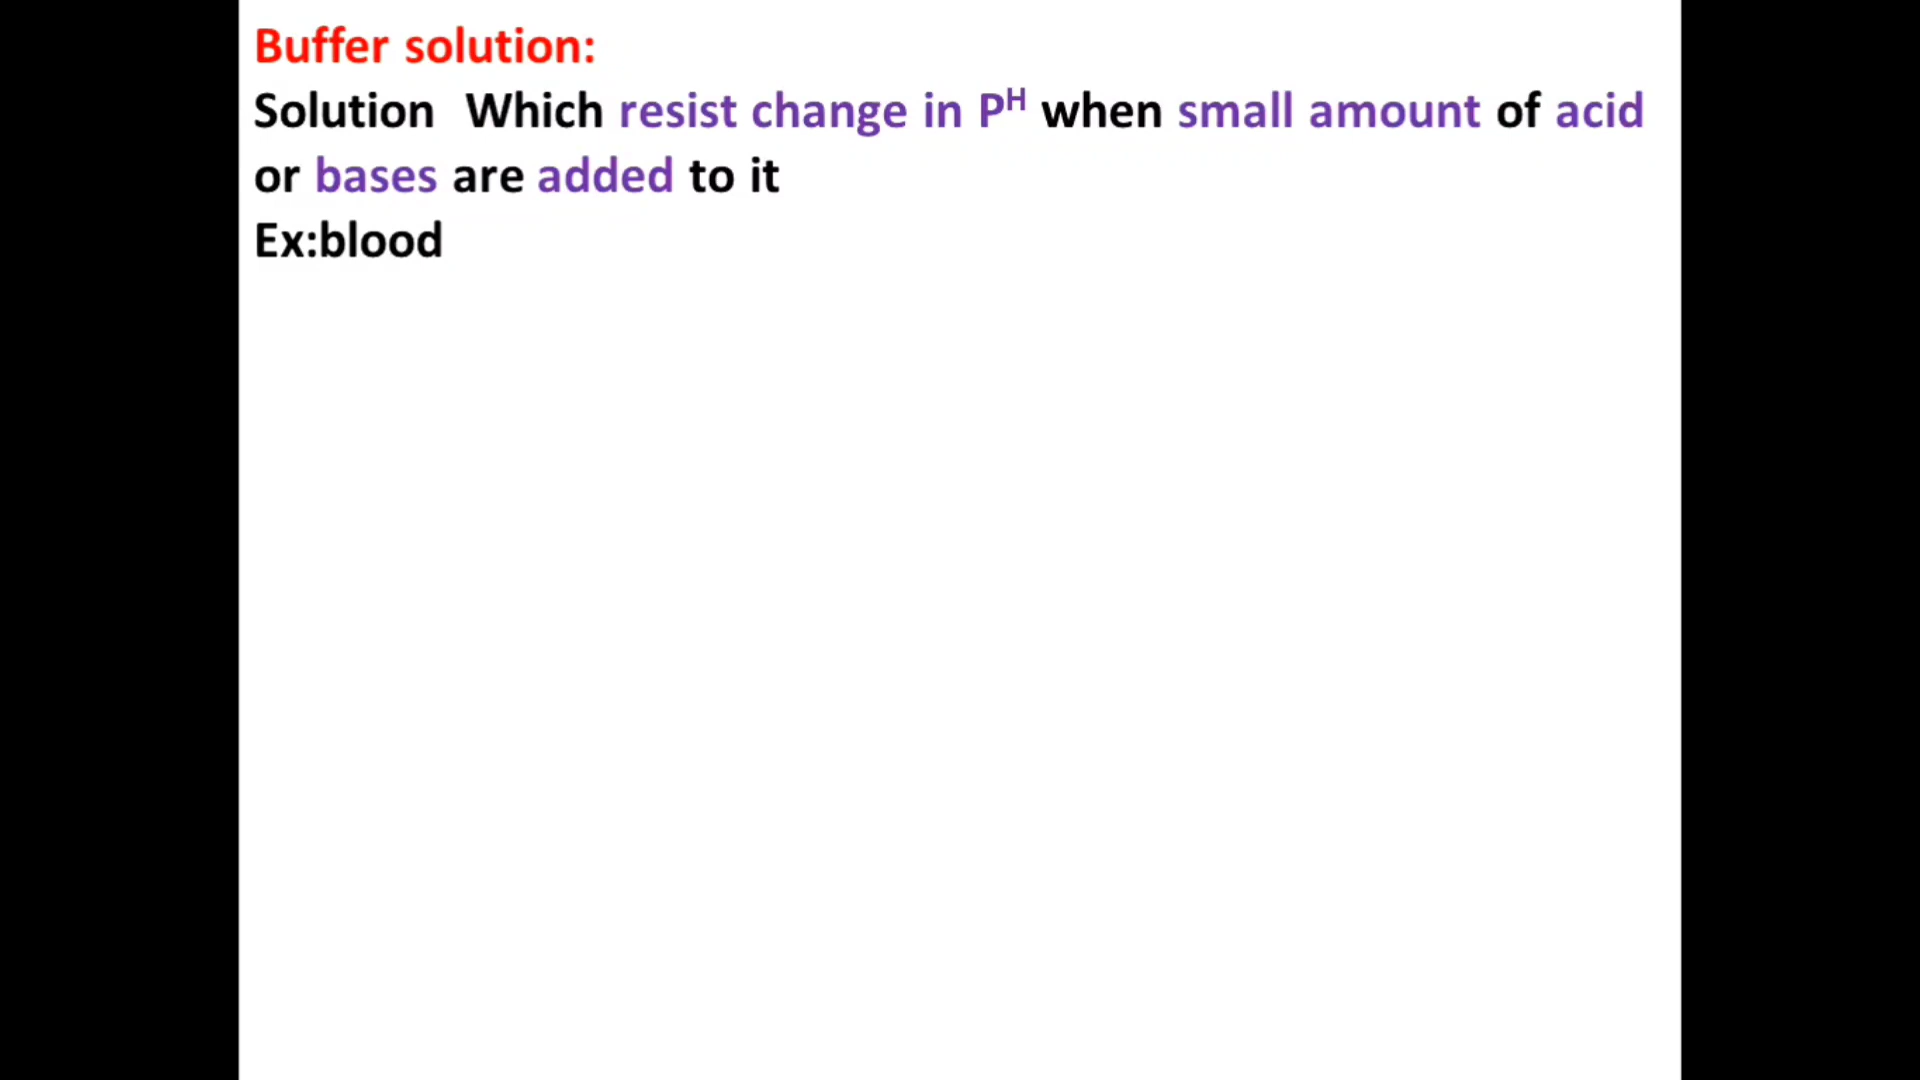 Buffer solution:
Solution  Which resist change in Pᴴ when small amount of acid
or bases are added to it
Ex:blood